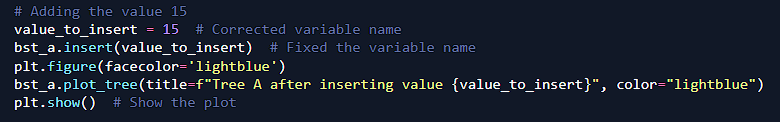 # Adding the value 15
value_to_insert = 15  # Corrected variable name
bst_a.insert(value_to_insert)  # Fixed the variable name
plt.figure(facecolor='lightblue')
bst_a.plot_tree(title=f"Tree A after inserting value {value_to_insert}", color="lightblue")
plt.show()  # Show the plot